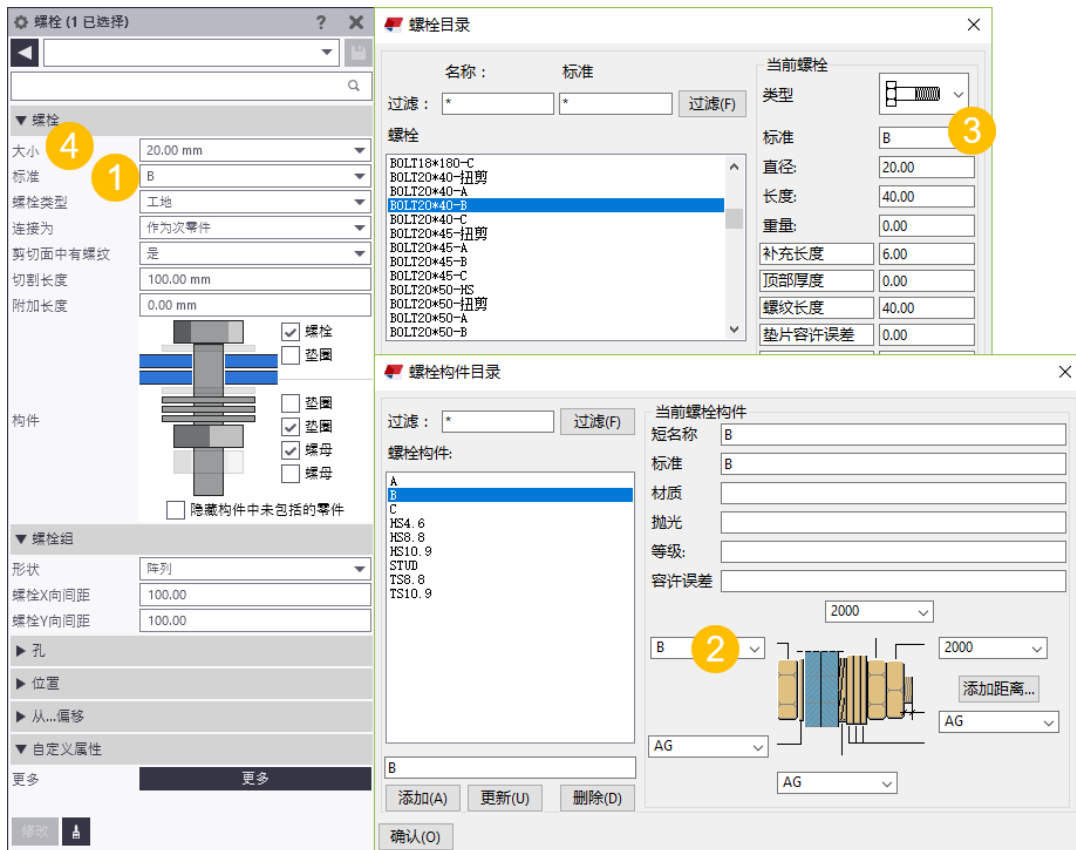 螺栓 (1 已选择)
?
大小
螺栓
4
20.00 mm
标准
1
B
螺栓类型
工地
连接为
作为次零件
剪切面中有螺纹
是
切割长度
100.00 mm
附加长度
0.00 mm
螺栓
垫圈
构件
垫圈
垫圈
螺母
螺母
隐藏构件中未包括的零件
螺栓组
形状
阵列
螺栓X向间距
100.00
螺栓Y向间距
100.00
孔
位置
从...偏移
自定义属性
更多
更多
修改
螺栓目录
名称：
标准
过滤：
*
*
过滤(F)
螺栓
BOLT18*180-C
BOLT20*40-扭剪
BOLT20*40-A
BOLT20*40-B
BOLT20*40-C
BOLT20*45-扭剪
BOLT20*45-A
BOLT20*45-B
BOLT20*45-C
BOLT20*50-HS
BOLT20*50-扭剪
BOLT20*50-A
BOLT20*50-B
当前螺栓
类型
3
标准
B
直径:
20.00
长度:
40.00
重量:
0.00
补充长度
6.00
顶部厚度
0.00
螺纹长度
40.00
垫片容许误差
0.00
螺栓构件目录
过滤：
*
过滤(F)
螺栓构件:
A
B
C
HS4.6
HS8.8
HS10.9
STUD
TS8.8
TS10.9
B
添加(A)
更新(U)
删除(D)
确认(O)
当前螺栓构件
短名称
B
标准
B
材质
抛光
等级:
容许误差
2000
B
2
2000
添加距离...
AG
AG
AG